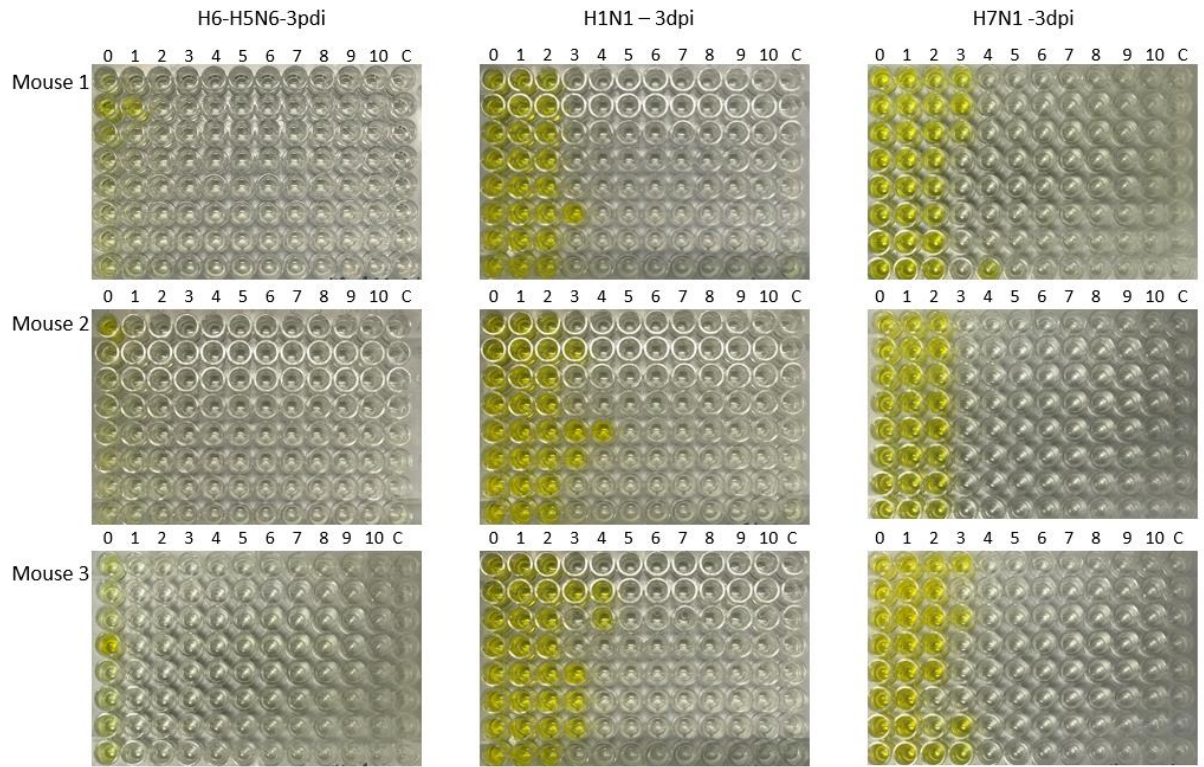 H6-H5N6-3pdi H1N1 – 3dpi H7N1 -3dpi
0 1 2 3 4 5 6 7 8 9 10 C 0 1 2 3 4 5 6 7 8 9 10 C 0 1 2 3 4 5 6 7 8 9 10 C
Mouse 1
0 1 2 3 4 5 6 7 8 9 10 C 0 1 2 3 4 5 6 7 8 9 10 C 0 1 2 3 4 5 6 7 8 9 10 C
Mouse 2
0 1 2 3 4 5 6 7 8 9 10 C 0 1 2 3 4 5 6 7 8 9 10 C 0 1 2 3 4 5 6 7 8 9 10 C
Mouse 3